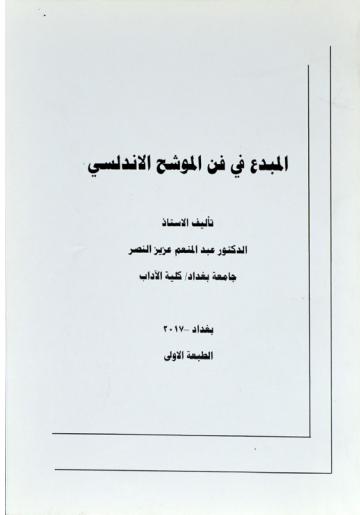 المبدع في فن الموشح الاندلسي
تأليف الاستاذ
الدكتور عبد المنعم عزيز النصر
جامعة بغداد/ كلية الآداب
بغداد -٢٠١٧
الطبعة الاولى